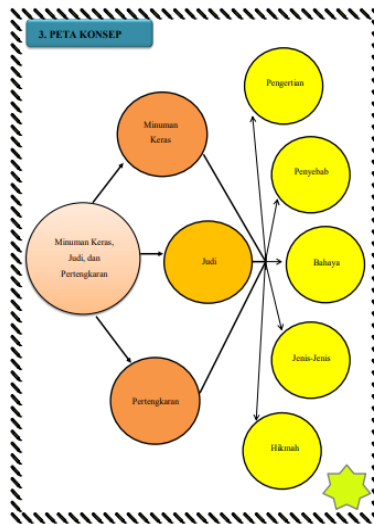 3. PETA KONSEP
Pengertian
Minuman
Keras
Penyebab
Minuman Keras,
Judi, dan
Pertengkaran
Judi
Bahaya
Jenis-Jenis
Pertengkaran
Hikmah